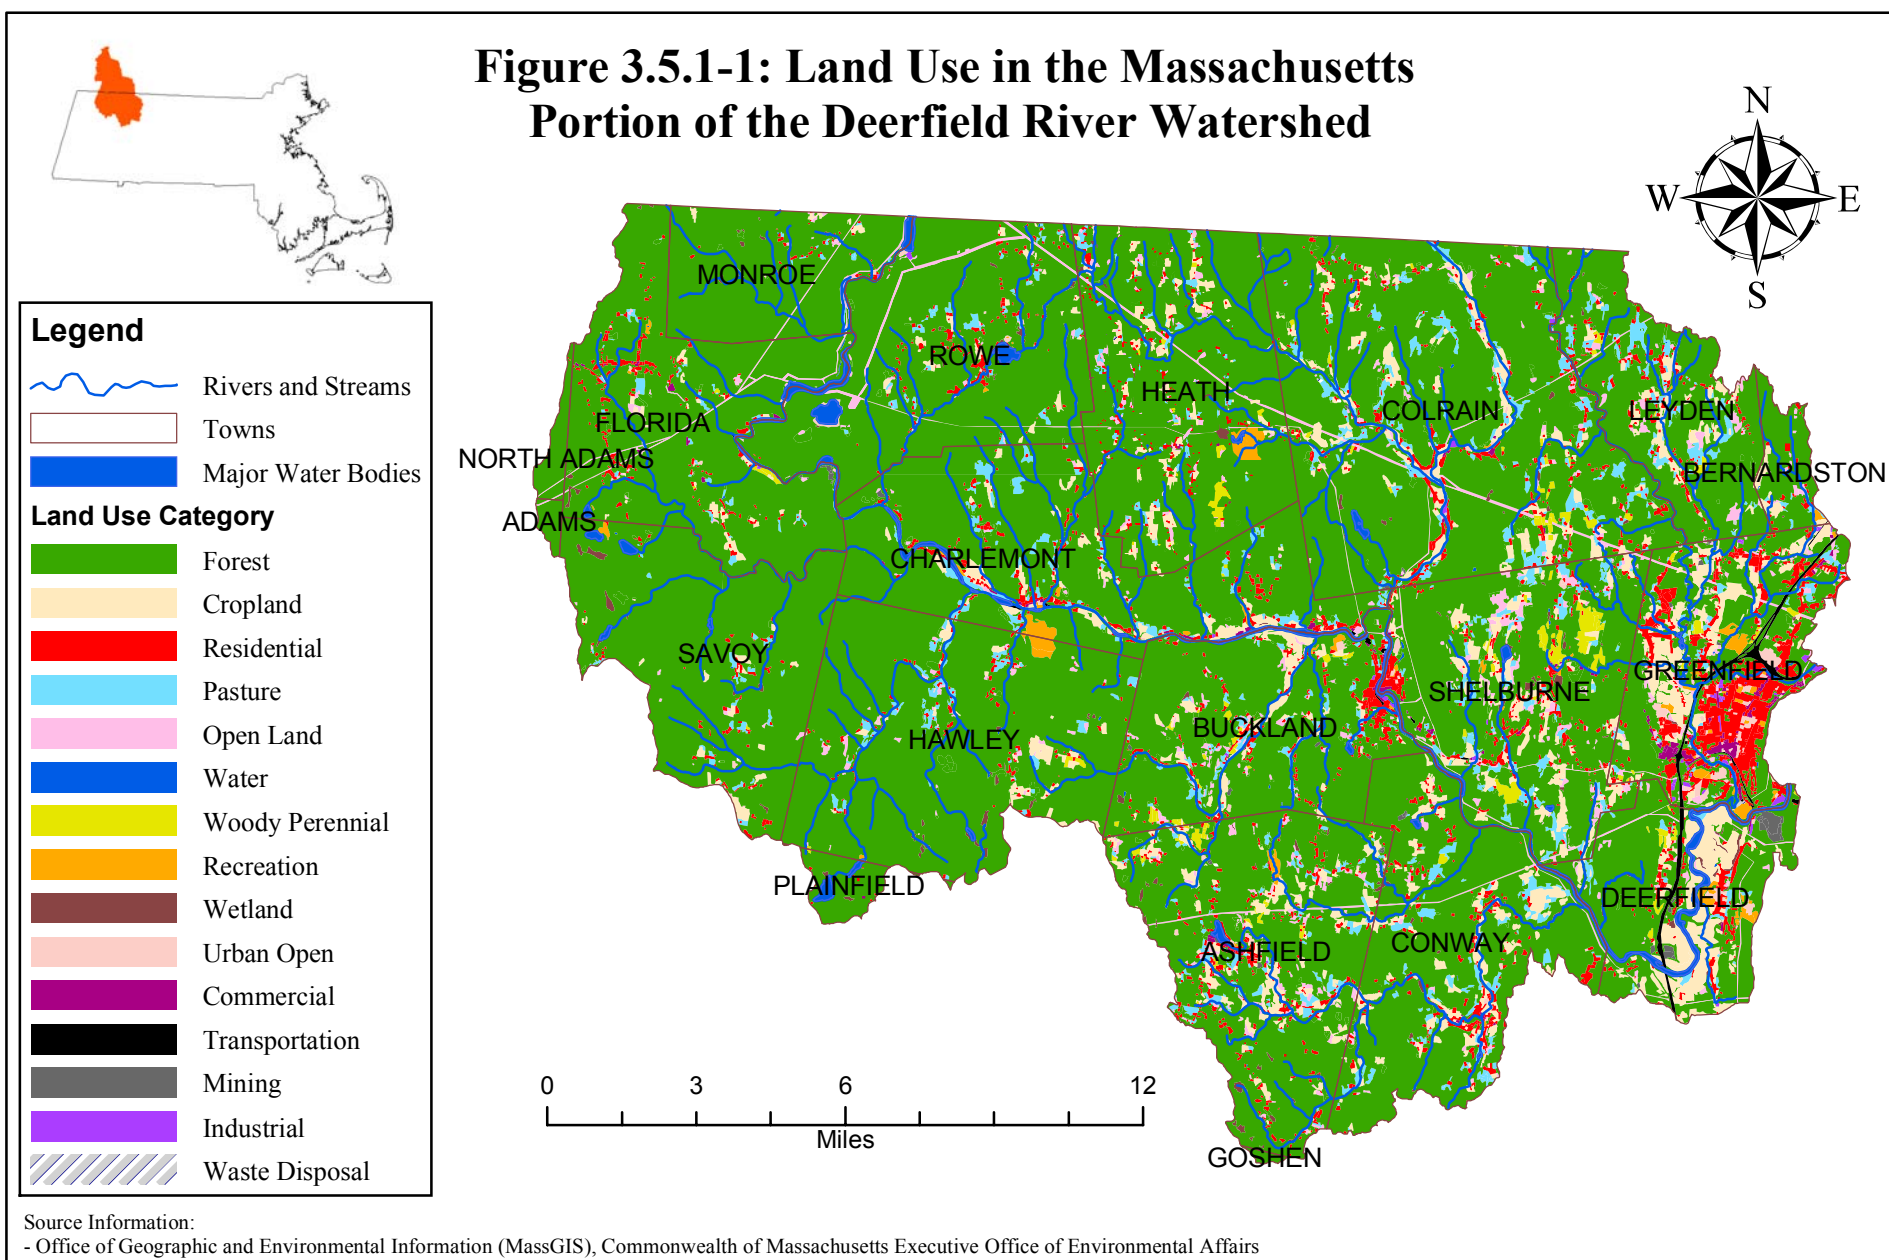 Figure 3.5.1-1: Land Use in the Massachusetts
Portion of the Deerfield River Watershed
N
W
E
S
Legend
Rivers and Streams
Towns
Major Water Bodies
Land Use Category
Forest
Cropland
Residential
Pasture
Open Land
Water
Woody Perennial
Recreation
Wetland
Urban Open
Commercial
Transportation
Mining
Industrial
Waste Disposal
MONROE
ROWE
HEATH
COLRAIN
LEYDEN
FLORIDA
NORTH ADAMS
BERNARDSTON
ADAMS
CHARLEMONT
SAVOY
GREENFIELD
SHELBURNE
BUCKLAND
HAWLEY
PLAINFIELD
DEERFIELD
ASHFIELD
CONWAY
GOSHEN
0 3 6 12
Miles
Source Information:
- Office of Geographic and Environmental Information (MassGIS), Commonwealth of Massachusetts Executive Office of Environmental Affairs